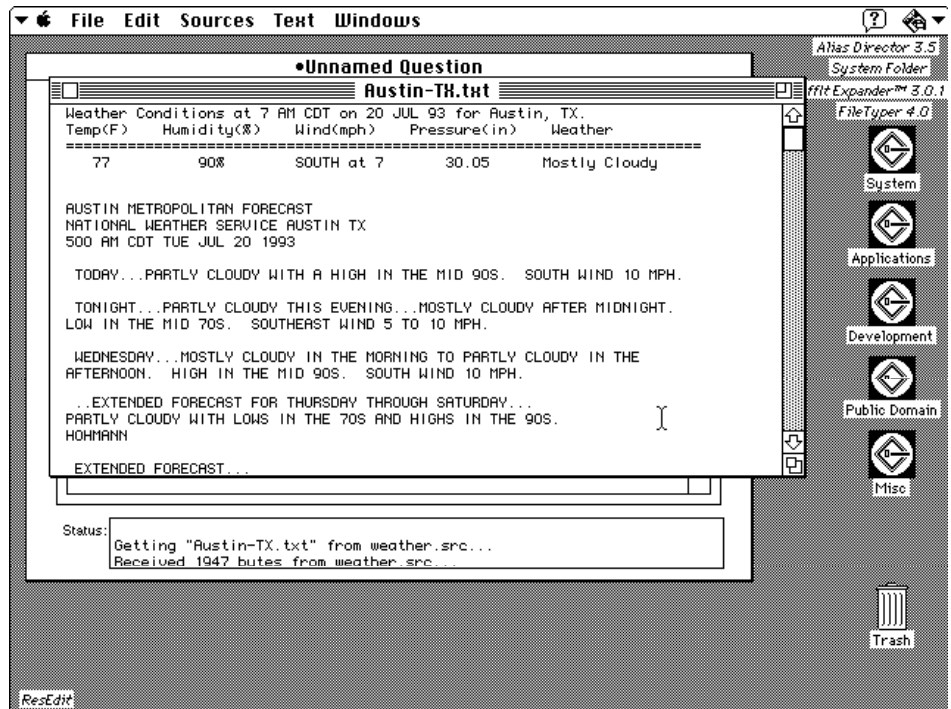 File Edit Sources Text Windows
•Unnamed Question
Austin-TX.txt
Weather Conditions at 7 AM CDT on 20 JUL 93 for Austin, TX.
Temp(F) Humidity(%) Wind(mph) Pressure(in) Weather
========================================================================
77 90% SOUTH at 7 30.05 Mostly Cloudy
AUSTIN METROPOLITAN FORECAST
NATIONAL WEATHER SERVICE AUSTIN TX
500 AM CDT TUE JUL 20 1993
TODAY...PARTLY CLOUDY WITH A HIGH IN THE MID 90S. SOUTH WIND 10 MPH.
TONIGHT...PARTLY CLOUDY THIS EVENING...MOSTLY CLOUDY AFTER MIDNIGHT.
LOW IN THE MID 70S. SOUTHEAST WIND 5 TO 10 MPH.
WEDNESDAY...MOSTLY CLOUDY IN THE MORNING TO PARTLY CLOUDY IN THE
AFTERNOON. HIGH IN THE MID 90S. SOUTH WIND 10 MPH.
..EXTENDED FORECAST FOR THURSDAY THROUGH SATURDAY...
PARTLY CLOUDY WITH LOWS IN THE 70S AND HIGHS IN THE 90S.
HOHMANN
EXTENDED FORECAST...
Status:
Getting "Austin-TX.txt" from weather.src...
Received 1947 bytes from weather.src...
Alias Director 3.5
System Folder
ffIt Expander™ 3.0.1
FileTyper 4.0
System
Applications
Development
Public Domain
Misc
Trash
ResEdit